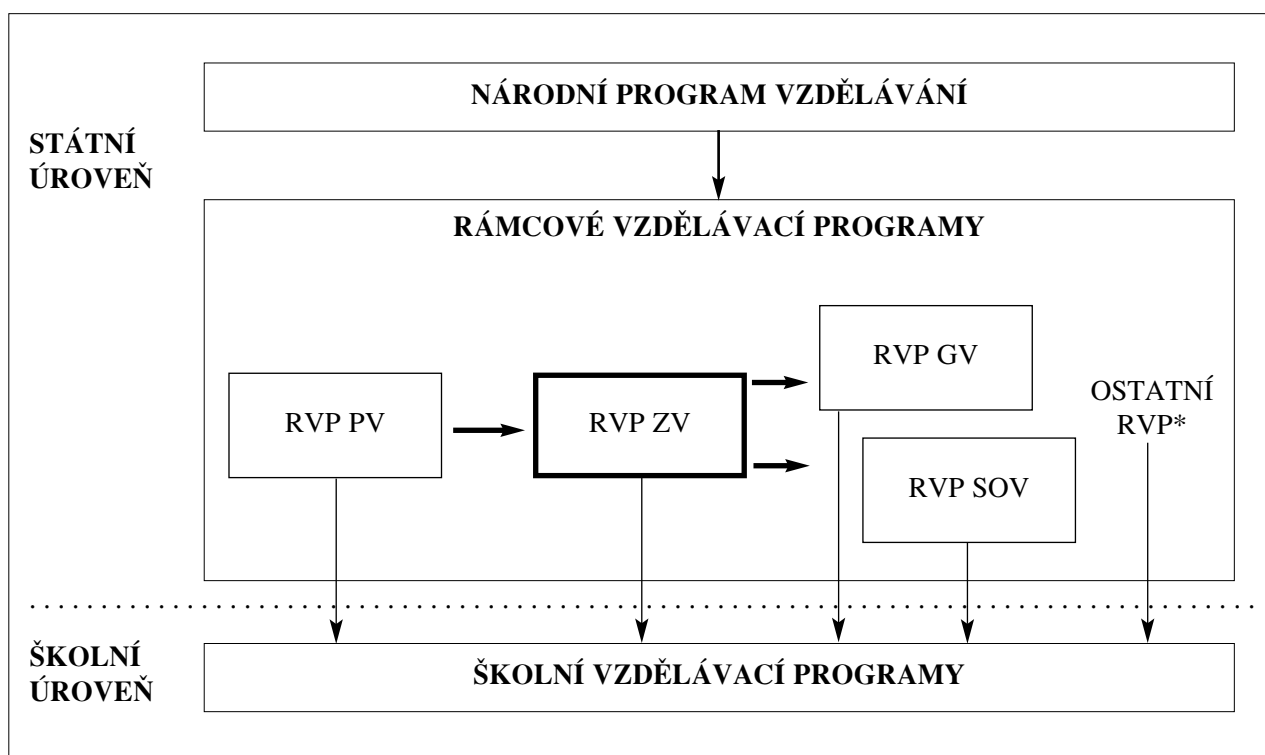 NÁRODNÍ PROGRAM VZDĚLÁVÁNÍ
STÁTNÍ
ÚROVEŇ
RÁMCOVÉ VZDĚLÁVACÍ PROGRAMY
RVP GV
RVP PV
RVP ZV
OSTATNÍ
RVP*
RVP SOV
ŠKOLNÍ
ÚROVEŇ
ŠKOLNÍ VZDĚLÁVACÍ PROGRAMY